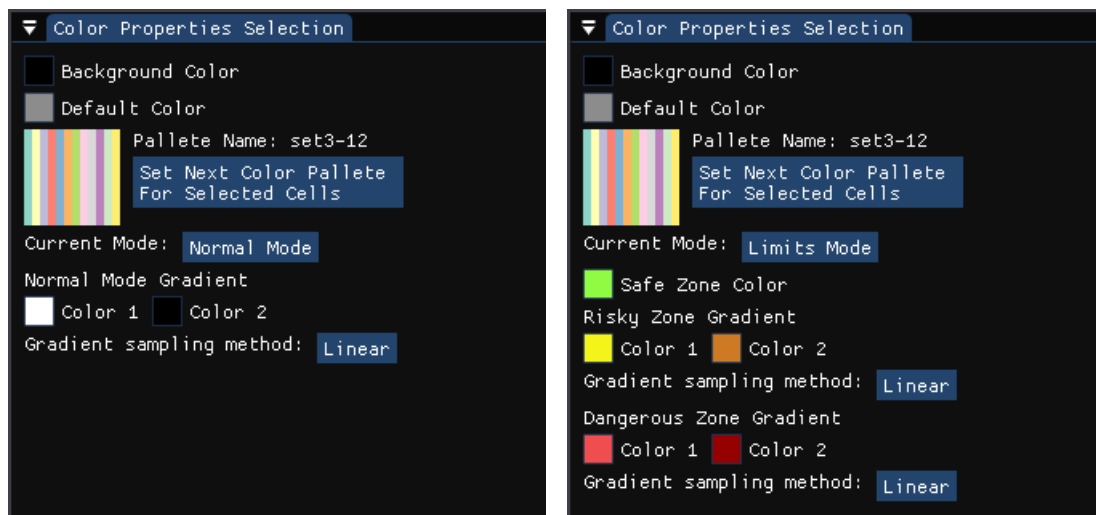 Color Properties Selection
Background Color
Default Color
Pallete Name: set3-12
Set Next Color Pallete
For Selected Cells
Current Mode: Normal Mode
Normal Mode Gradient
Color 1 Color 2
Gradient sampling method: Linear
Color Properties Selection
Background Color
Default Color
Pallete Name: set3-12
Set Next Color Pallete
For Selected Cells
Current Mode: Limits Mode
Safe Zone Color
Risky Zone Gradient
Color 1 Color 2
Gradient sampling method: Linear
Dangerous Zone Gradient
Color 1 Color 2
Gradient sampling method: Linear